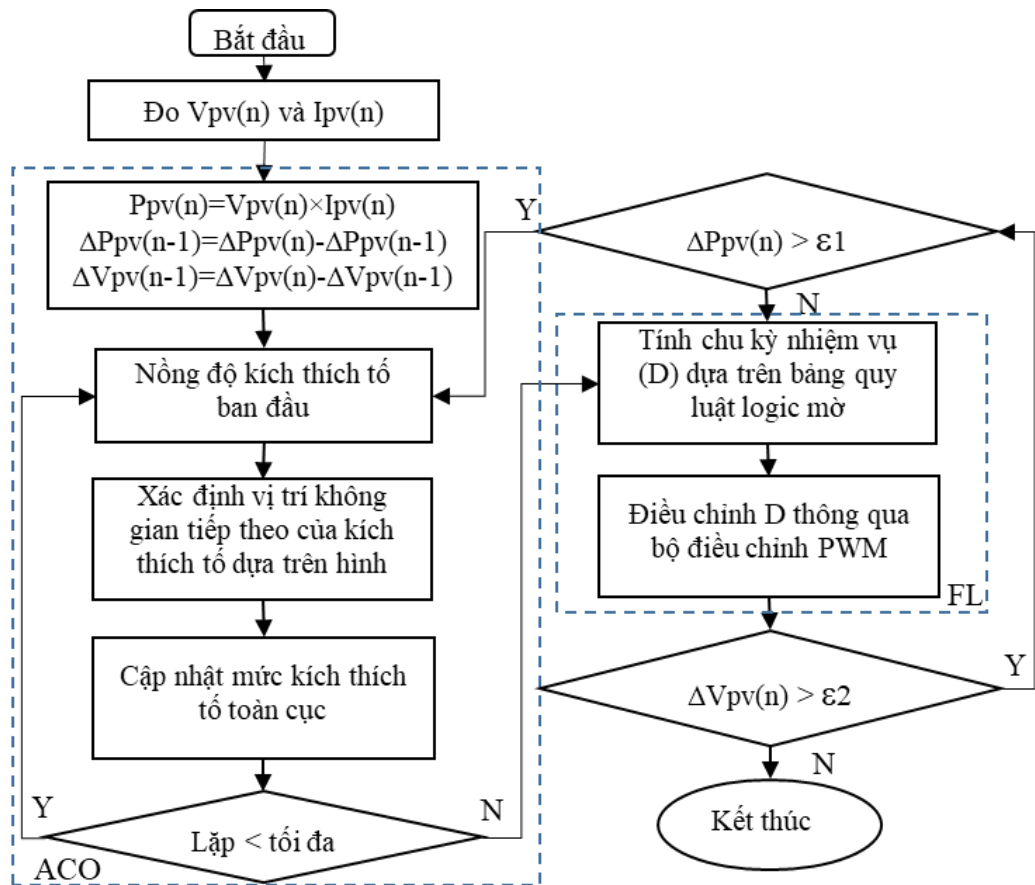 Bắt đầu
Đo Vpv(n) và Ipv(n)
Ppv(n)=Vpv(n)×Ipv(n)
ΔPpv(n-1)=ΔPpv(n)-ΔPpv(n-1)
ΔVpv(n-1)=ΔVpv(n)-ΔVpv(n-1)
Nồng độ kích thích tố
ban đầu
Xác định vị trí không
gian tiếp theo của kích
thích tố dựa trên hình
Cập nhật mức kích thích
tố toàn cục
Y
Lặp < tối đa
N
ACO
Y
ΔPpv(n) > ε1
N
Tính chu kỳ nhiệm vụ
(D) dựa trên bảng quy
luật logic mờ
Điều chỉnh D thông qua
bộ điều chỉnh PWM
FL
ΔVpv(n) > ε2
Y
N
Kết thúc